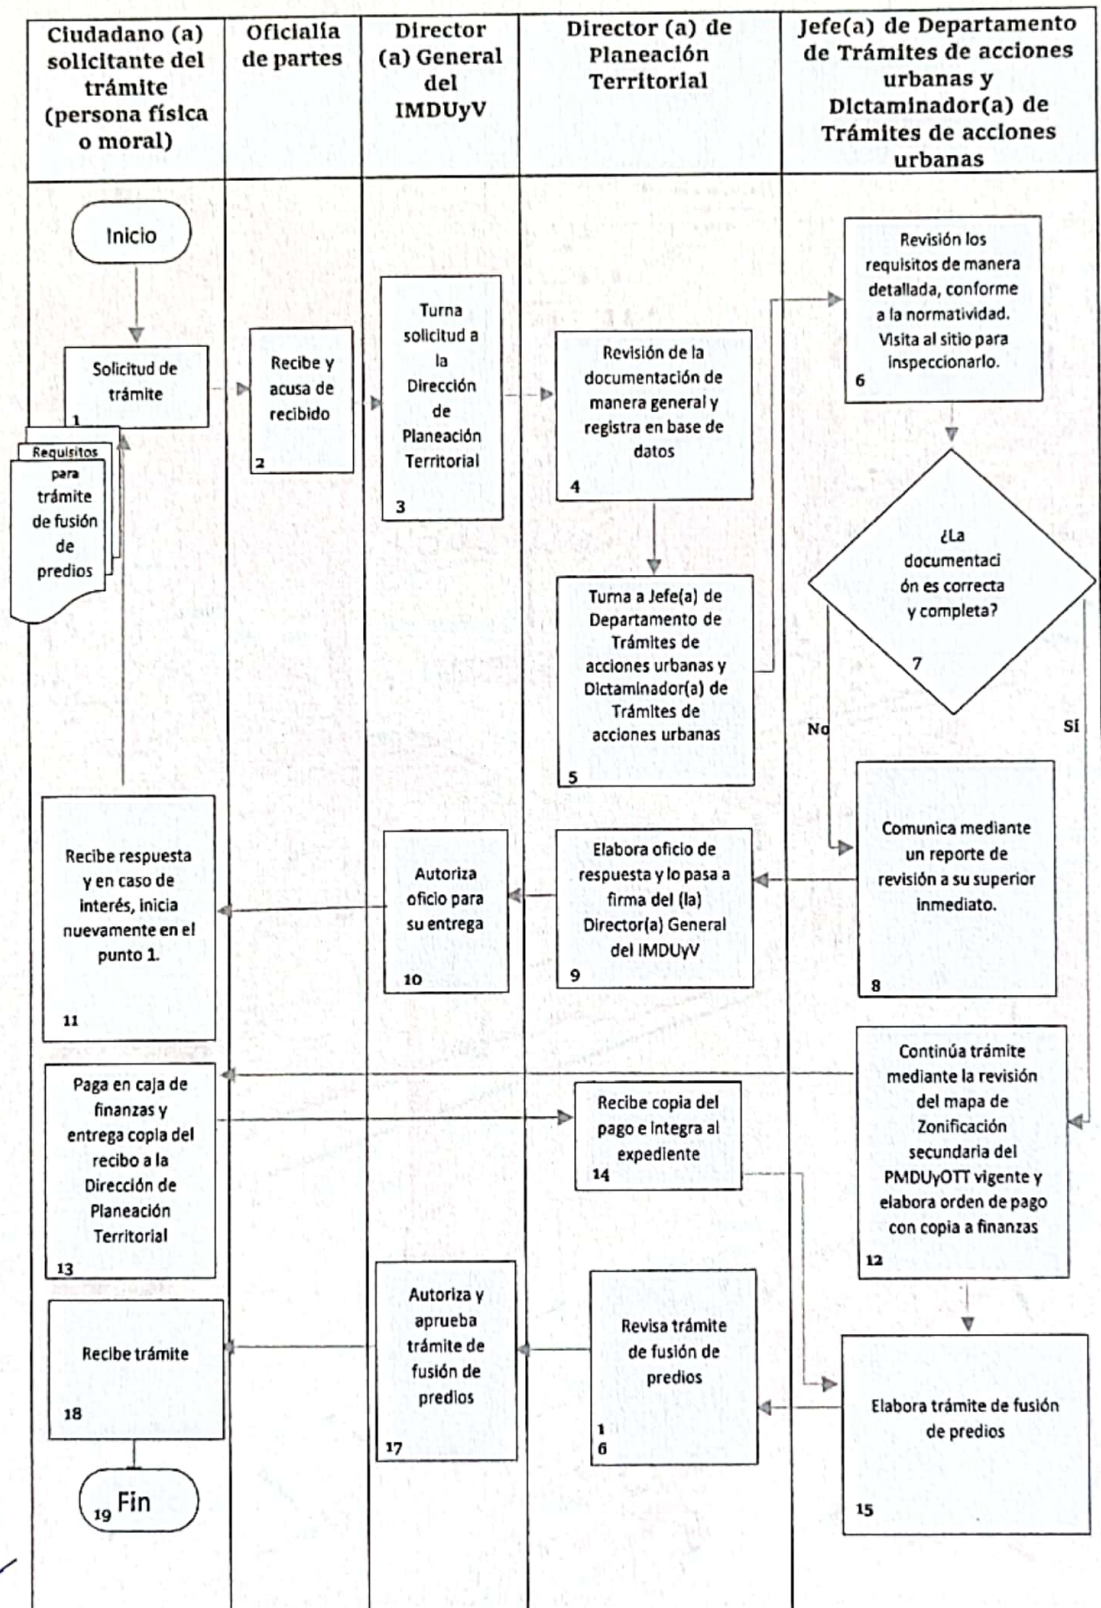 Ciudadano (a)
solicitante del
trámite
(persona física
o moral)
Oficialía
de partes
Director
(a) General
del
IMDUyV
Director (a) de
Planeación
Territorial
Jefe(a) de Departamento
de Trámites de acciones
urbanas y
Dictaminador(a) de
Trámites de acciones
urbanas
Inicio
Solicitud de
trámite
1
Requisitos
para
trámite
de fusión
de
predios
Recibe y
acusa de
recibido
2
Turna
solicitud a
la
Dirección
de
Planeación
Territorial
3
Revisión de la
documentación de
manera general y
registra en base de
datos
4
Turna a Jefe(a) de
Departamento de
Trámites de
acciones urbanas y
Dictaminador(a) de
Trámites de
acciones urbanas
5
Revisión los
requisitos de manera
detallada, conforme
a la normatividad.
Visita al sitio para
inspeccionarlo.
6
¿La
documentaci
ón es correcta
y completa?
7
No
Sí
Comunica mediante
un reporte de
revisión a su superior
inmediato.
8
Elabora oficio de
respuesta y lo pasa a
firma del (la)
Director(a) General
del IMDUyV
9
Autoriza
oficio para
su entrega
10
Recibe respuesta
y en caso de
interés, inicia
nuevamente en el
punto 1.
11
Continúa trámite
mediante la revisión
del mapa de
Zonificación
secundaria del
PMDUyOTT vigente y
elabora orden de pago
con copia a finanzas
12
Paga en caja de
finanzas y
entrega copia del
recibo a la
Dirección de
Planeación
Territorial
13
Recibe copia del
pago e integra al
expediente
14
Elabora trámite de fusión
de predios
15
Revisa trámite
de fusión de
predios
1
6
Autoriza y
aprueba
trámite de
fusión de
predios
17
Recibe trámite
18
19 Fin